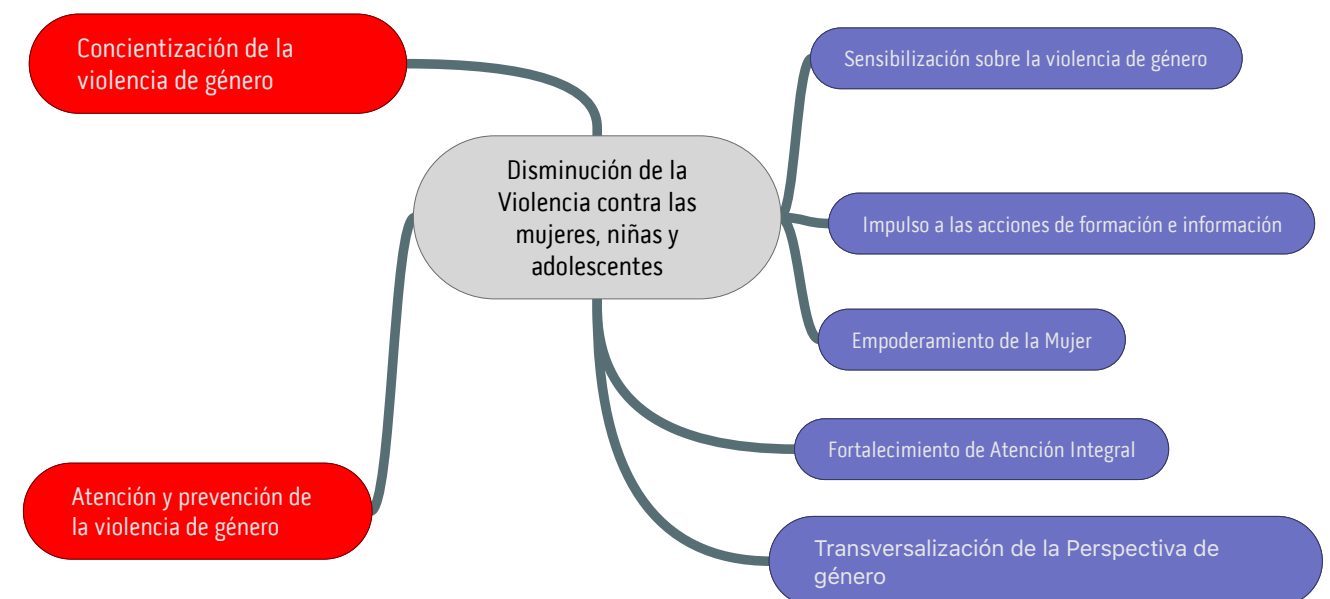 Concientización de la
violencia de género
Sensibilización sobre la violencia de género
Disminución de la
Violencia contra las
mujeres, niñas y
adolescentes
Impulso a las acciones de formación e información
Empoderamiento de la Mujer
Fortalecimiento de Atención Integral
Atención y prevención de
la violencia de género
Transversalización de la Perspectiva de
género